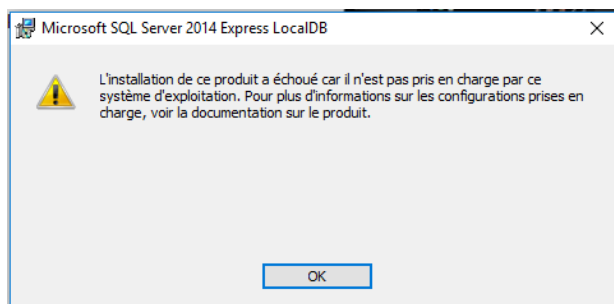 Microsoft SQL Server 2014 Express LocalDB
L'installation de ce produit a échoué car il n'est pas pris en charge par ce
système d'exploitation. Pour plus d'informations sur les configurations prises en
charge, voir la documentation sur le produit.
OK